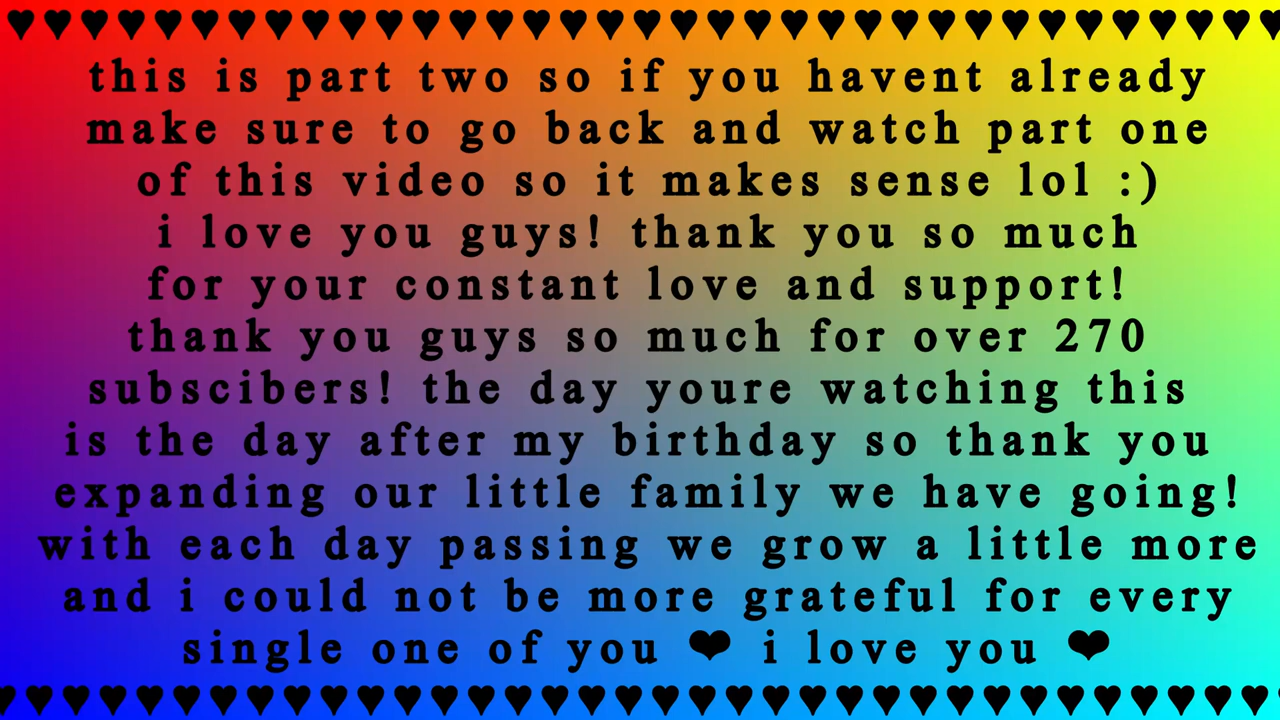 this is part two so if you havent already
make sure to go back and watch part one
of this video so it makes sense lol :)
i love you guys! thank you so much
for your constant love and support!
thank you guys so much for over 270
subscibers! the day youre watching this
is the day after my birthday so thank you
expanding our little family we have going!
with each day passing we grow a little more
and i could not be more grateful for every
single one of you ❤ i love you ❤